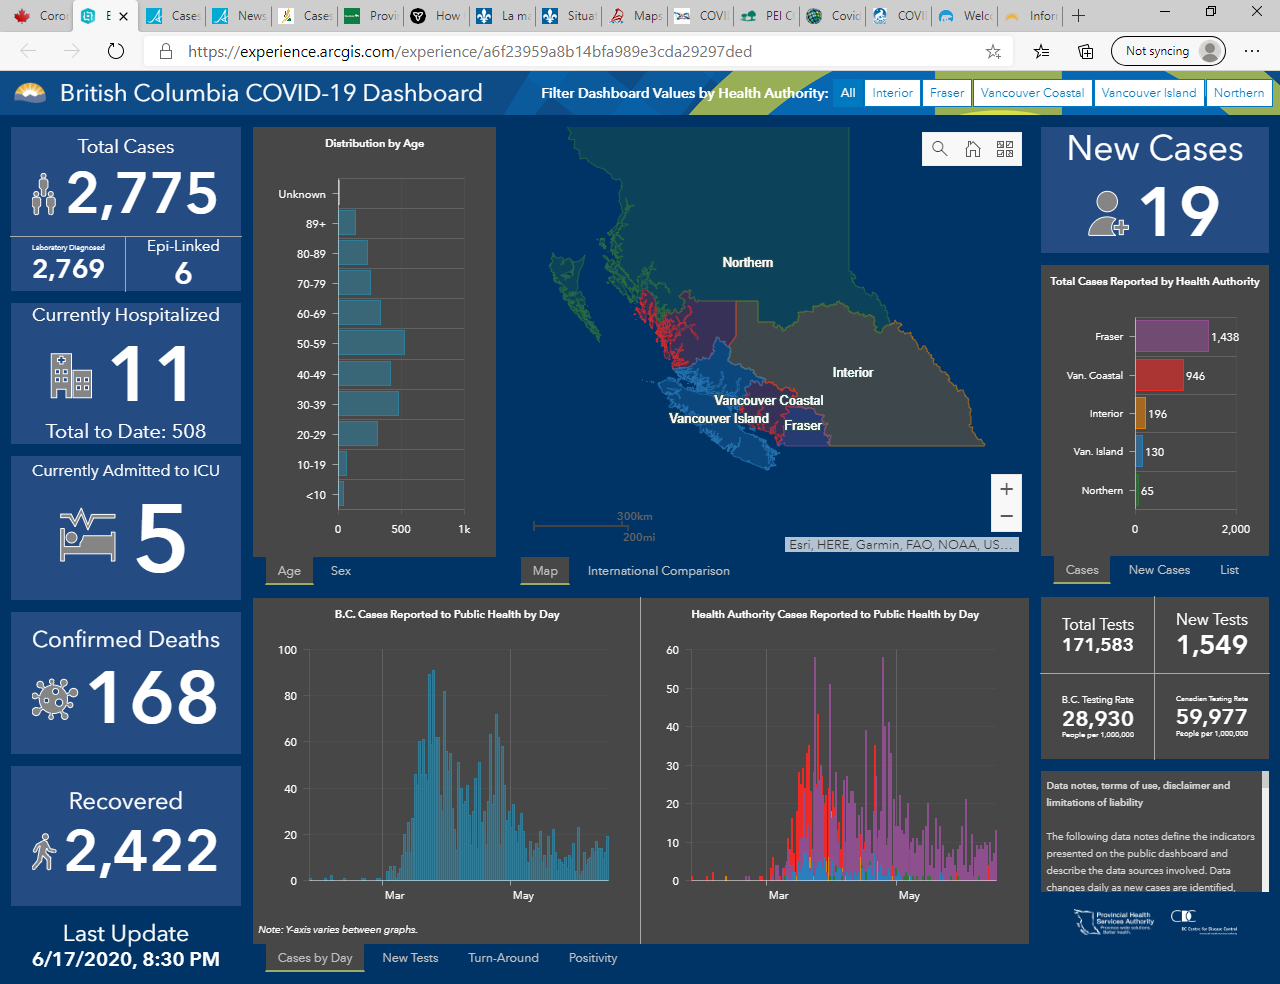 Coron
E
Cases
News
Cases
Provi
How
La ma
Situat
Maps
COVI
PEI C
Covid
COVI
Welc
Infor
https://experience.arcgis.com/experience/a6f23959a8b14bfa989e3cda29297ded
Not syncing
British Columbia COVID-19 Dashboard
Filter Dashboard Values by Health Authority:
All
Interior
Fraser
Vancouver Coastal
Vancouver Island
Northern
Total Cases
2,775
Laboratory Diagnosed
2,769
Epi-Linked
6
Currently Hospitalized
11
Total to Date: 508
Currently Admitted to ICU
5
Confirmed Deaths
168
Recovered
2,422
Last Update
6/17/2020, 8:30 PM
Distribution by Age
Unknown
89+
80-89
70-79
60-69
50-59
40-49
30-39
20-29
10-19
<10
0 500 1k
Age
Sex
Northern
Interior
Vancouver Coastal
Vancouver Island
Fraser
300km
200mi
+
−
Esri, HERE, Garmin, FAO, NOAA, US...
Map
International Comparison
New Cases
19
Total Cases Reported by Health Authority
Fraser 1,438
Van. Coastal 946
Interior 196
Van. Island 130
Northern 65
0 2,000
Cases
New Cases
List
B.C. Cases Reported to Public Health by Day
100
80
60
40
20
0
Mar May
Note: Y-axis varies between graphs.
Health Authority Cases Reported to Public Health by Day
60
50
40
30
20
10
0
Mar May
Cases by Day
New Tests
Turn-Around
Positivity
Total Tests
171,583
New Tests
1,549
B.C. Testing Rate
28,930
People per 1,000,000
Canadian Testing Rate
59,977
People per 1,000,000
Data notes, terms of use, disclaimer and
limitations of liability
The following data notes define the indicators
presented on the public dashboard and
describe the data sources involved. Data
changes daily as new cases are identified,
Provincial Health
Services Authority
Province-wide solutions.
Better health.
BC Centre for Disease Control